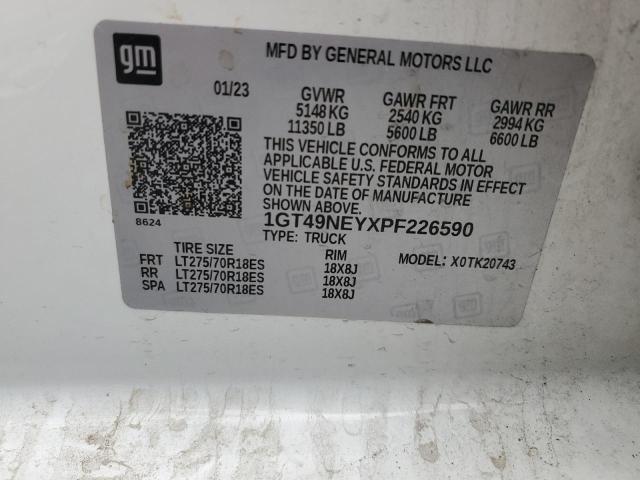 gm
MFD BY GENERAL MOTORS LLC
01/23 GVWR GAWR FRT GAWR RR
5148 KG 2540 KG 2994 KG
11350 LB 5600 LB 6600 LB
THIS VEHICLE CONFORMS TO ALL
APPLICABLE U.S. FEDERAL MOTOR
VEHICLE SAFETY STANDARDS IN EFFECT
ON THE DATE OF MANUFACTURE
SHOWN ABOVE.
8624
1GT49NEYXPF226590
TYPE: TRUCK
TIRE SIZE RIM MODEL: X0TK20743
FRT LT275/70R18ES 18X8J
RR LT275/70R18ES 18X8J
SPA LT275/70R18ES 18X8J